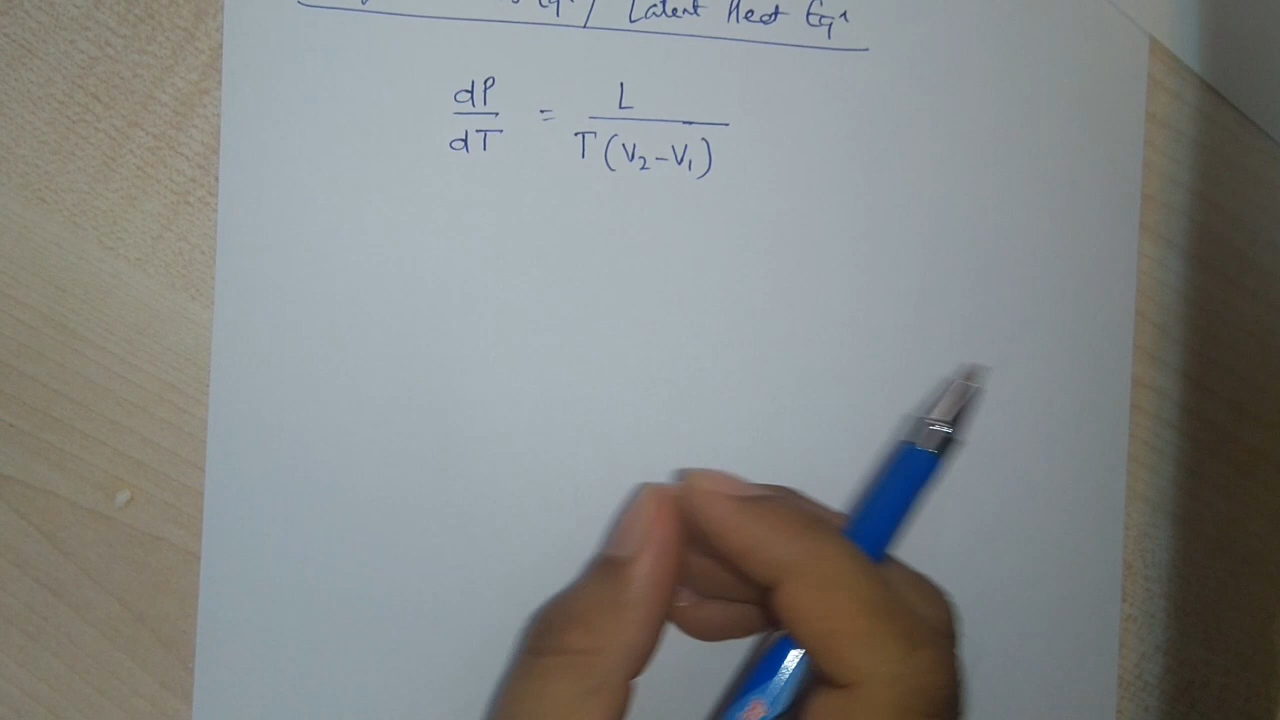 / Latent Heat Eqⁿ
dP/dT = L/T(V₂-V₁)